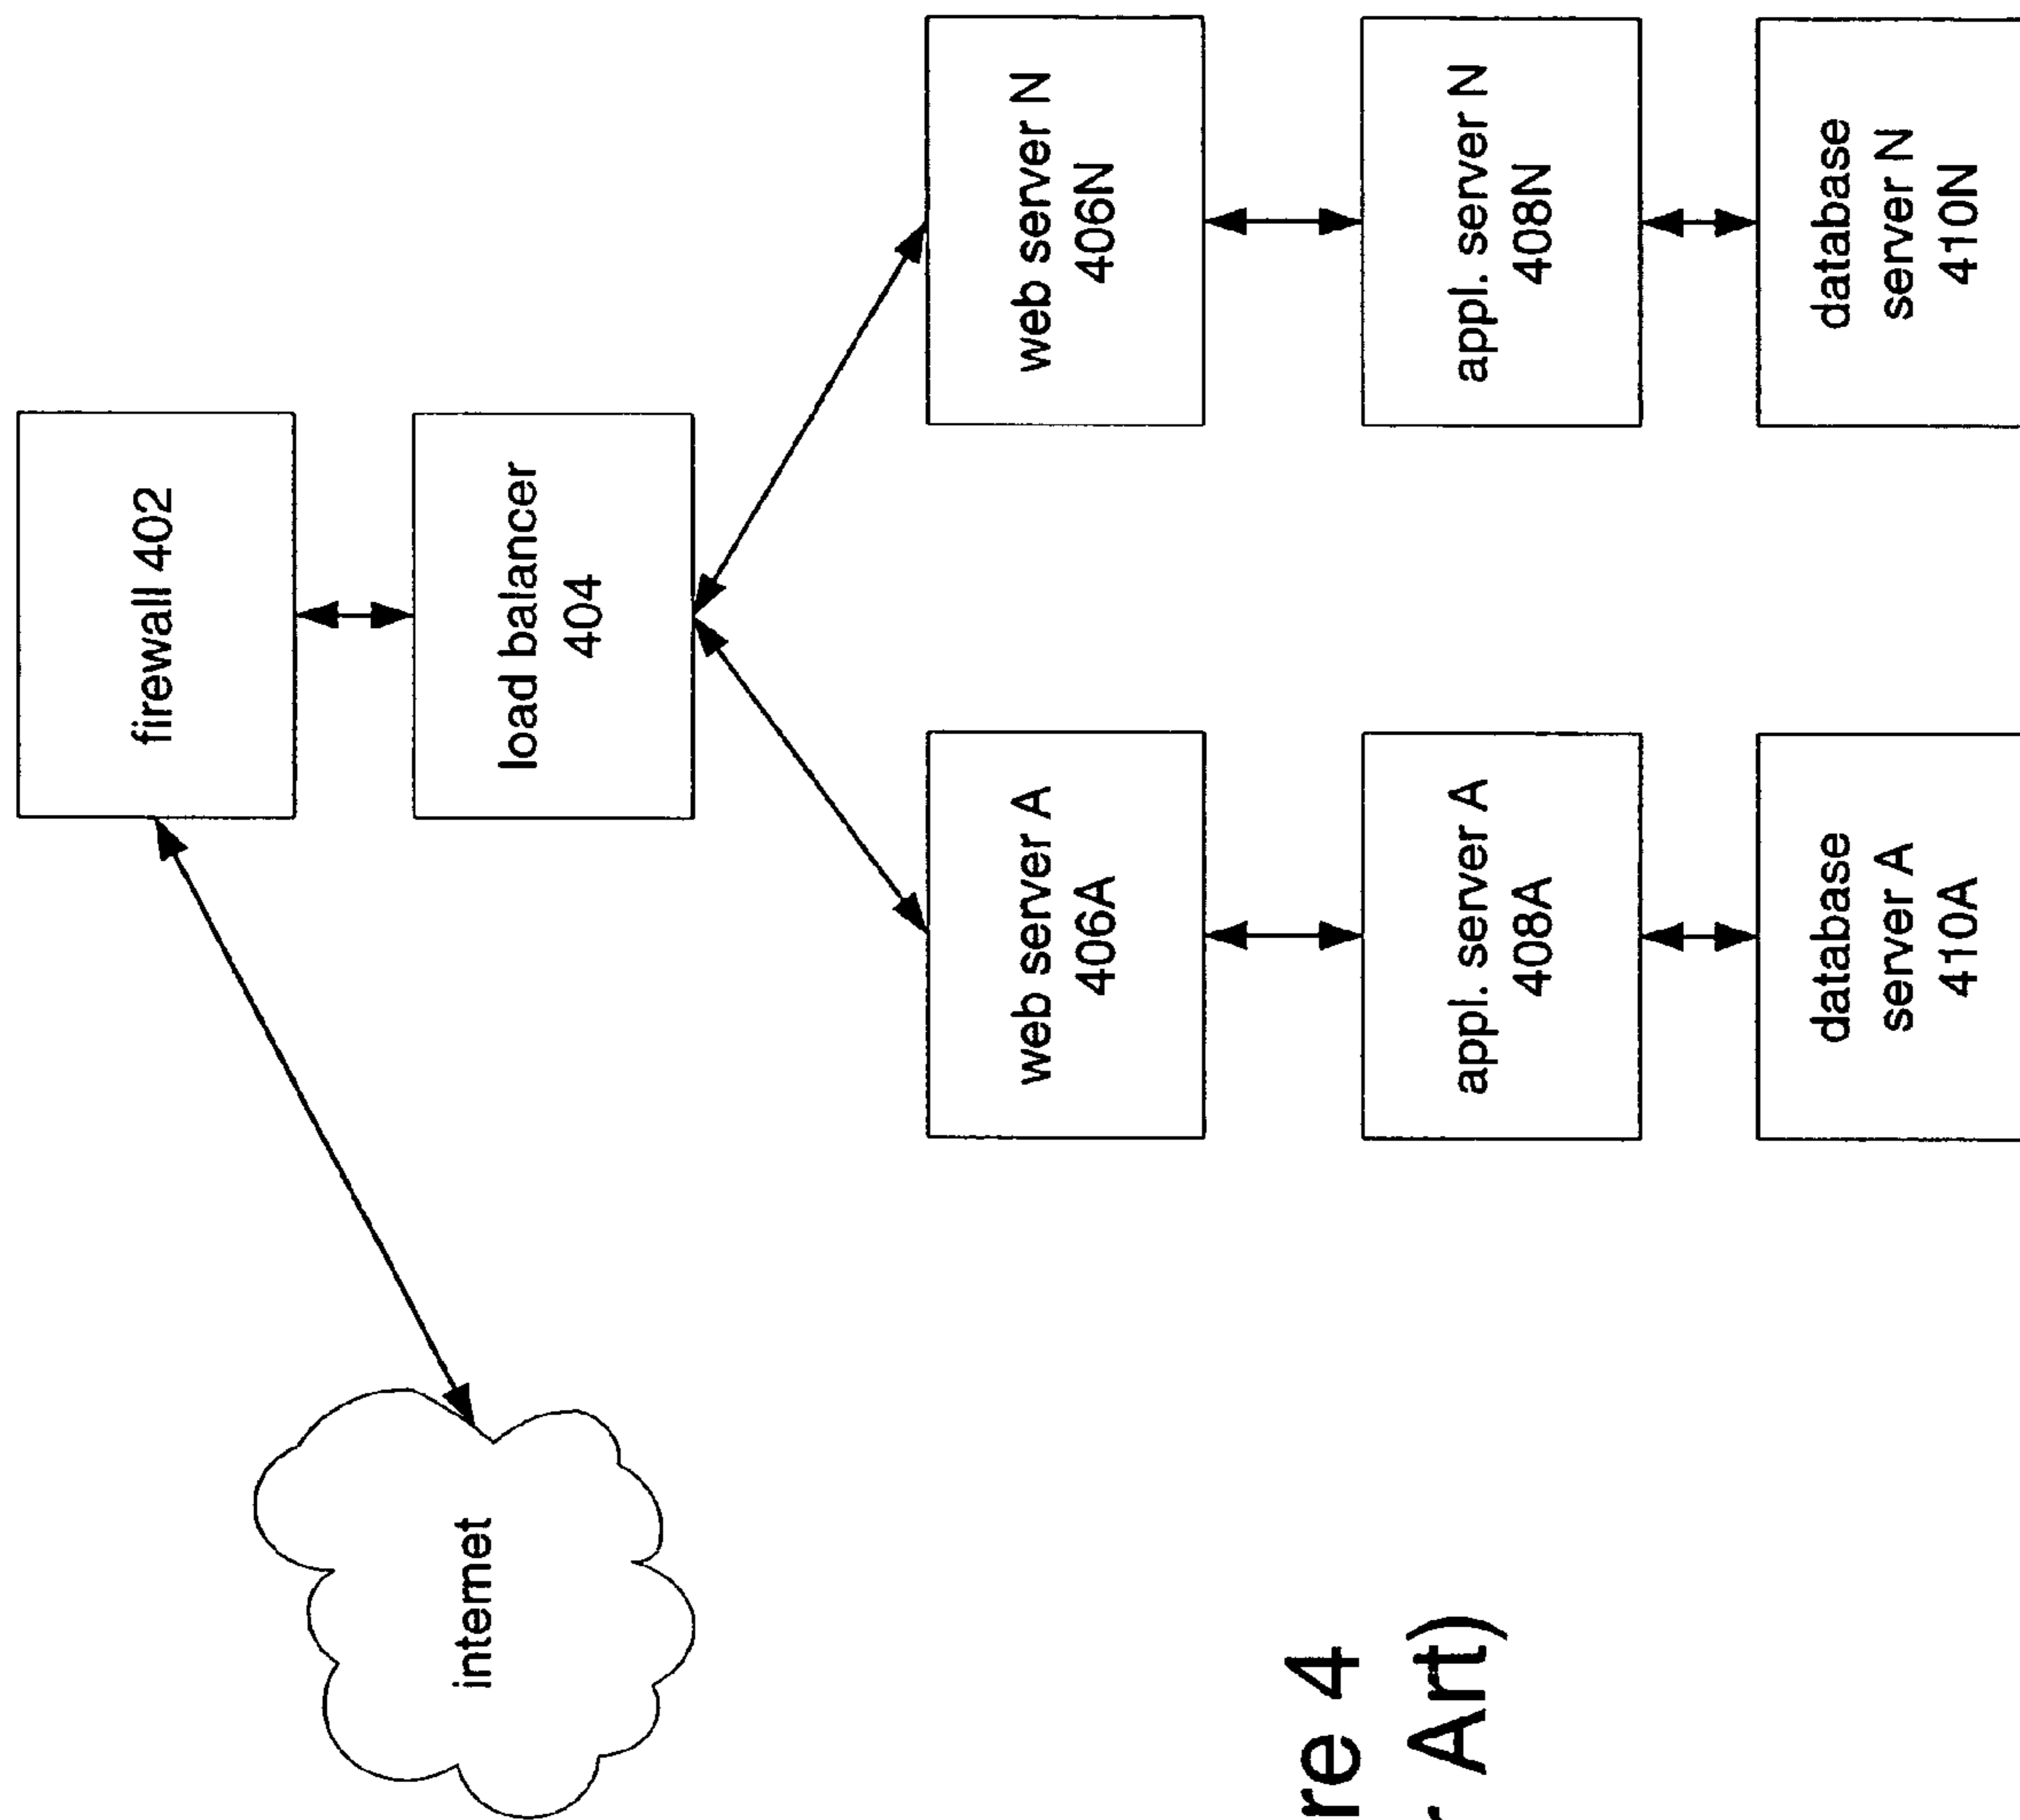 firewall 402
internet
load balancer
404
web server A
406A
web server N
406N
re 4
r Art)
appl. server A
408A
appl. server N
408N
database
server A
410A
database
server N
410N